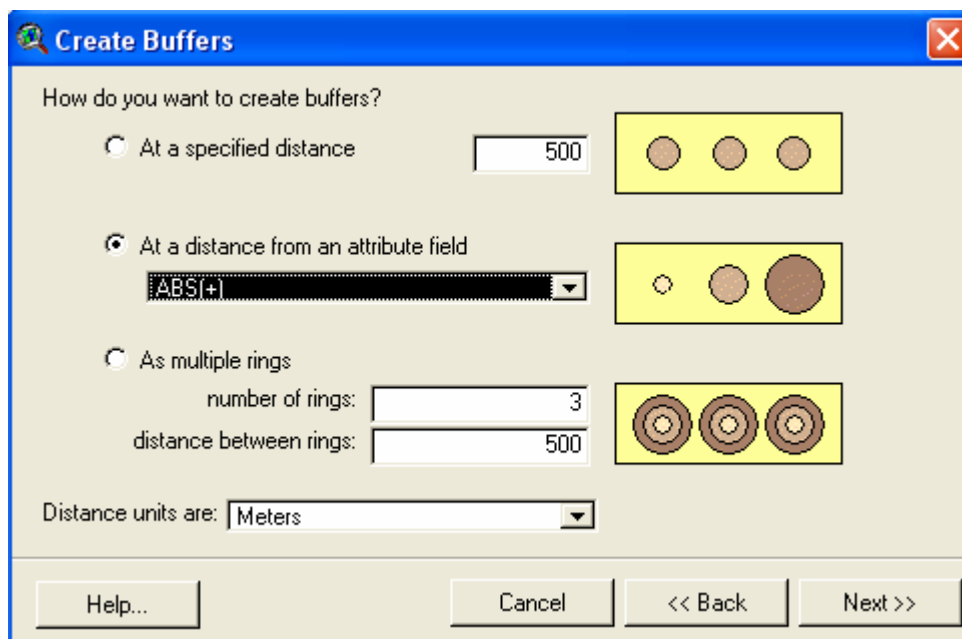 Create Buffers
How do you want to create buffers?
At a specified distance 500
At a distance from an attribute field
ABS(+)
As multiple rings
number of rings: 3
distance between rings: 500
Distance units are: Meters
Help... Cancel << Back Next >>